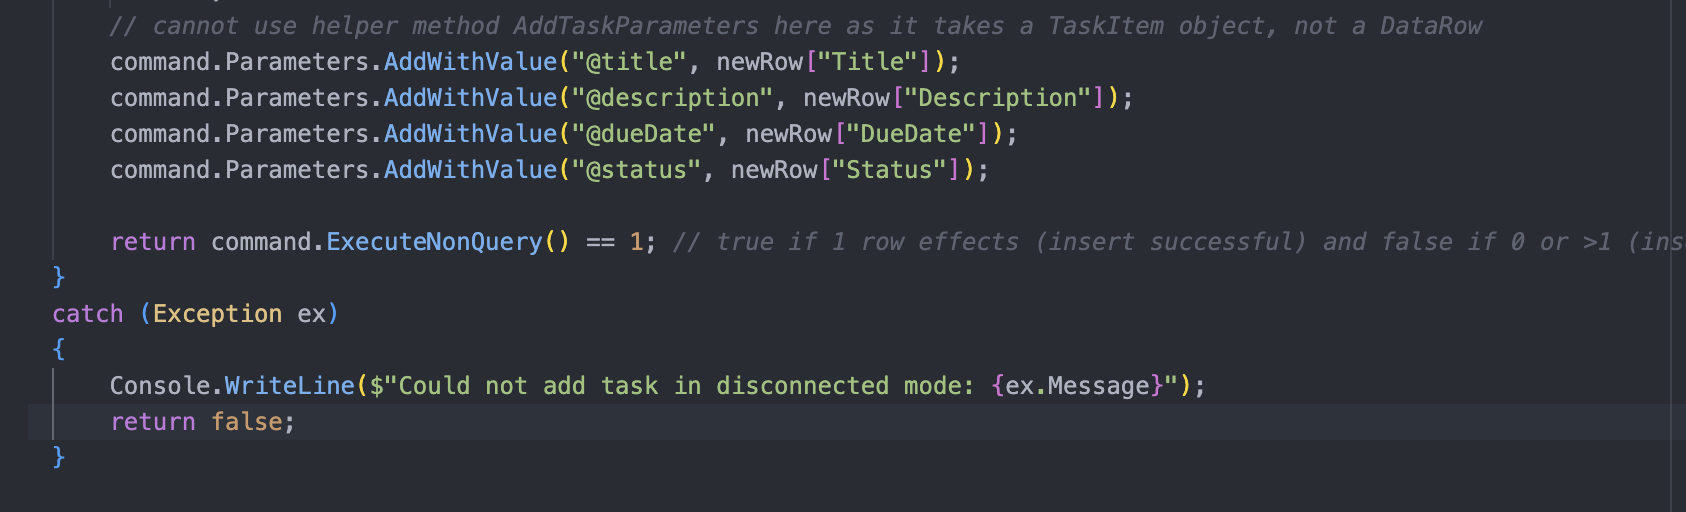 // cannot use helper method AddTaskParameters here as it takes a TaskItem object, not a DataRow
command.Parameters.AddWithValue("@title", newRow["Title"]);
command.Parameters.AddWithValue("@description", newRow["Description"]);
command.Parameters.AddWithValue("@dueDate", newRow["DueDate"]);
command.Parameters.AddWithValue("@status", newRow["Status"]);
return command.ExecuteNonQuery() == 1; // true if 1 row effects (insert successful) and false if 0 or >1 (ins
}
catch (Exception ex)
{
Console.WriteLine($"Could not add task in disconnected mode: {ex.Message}");
return false;
}